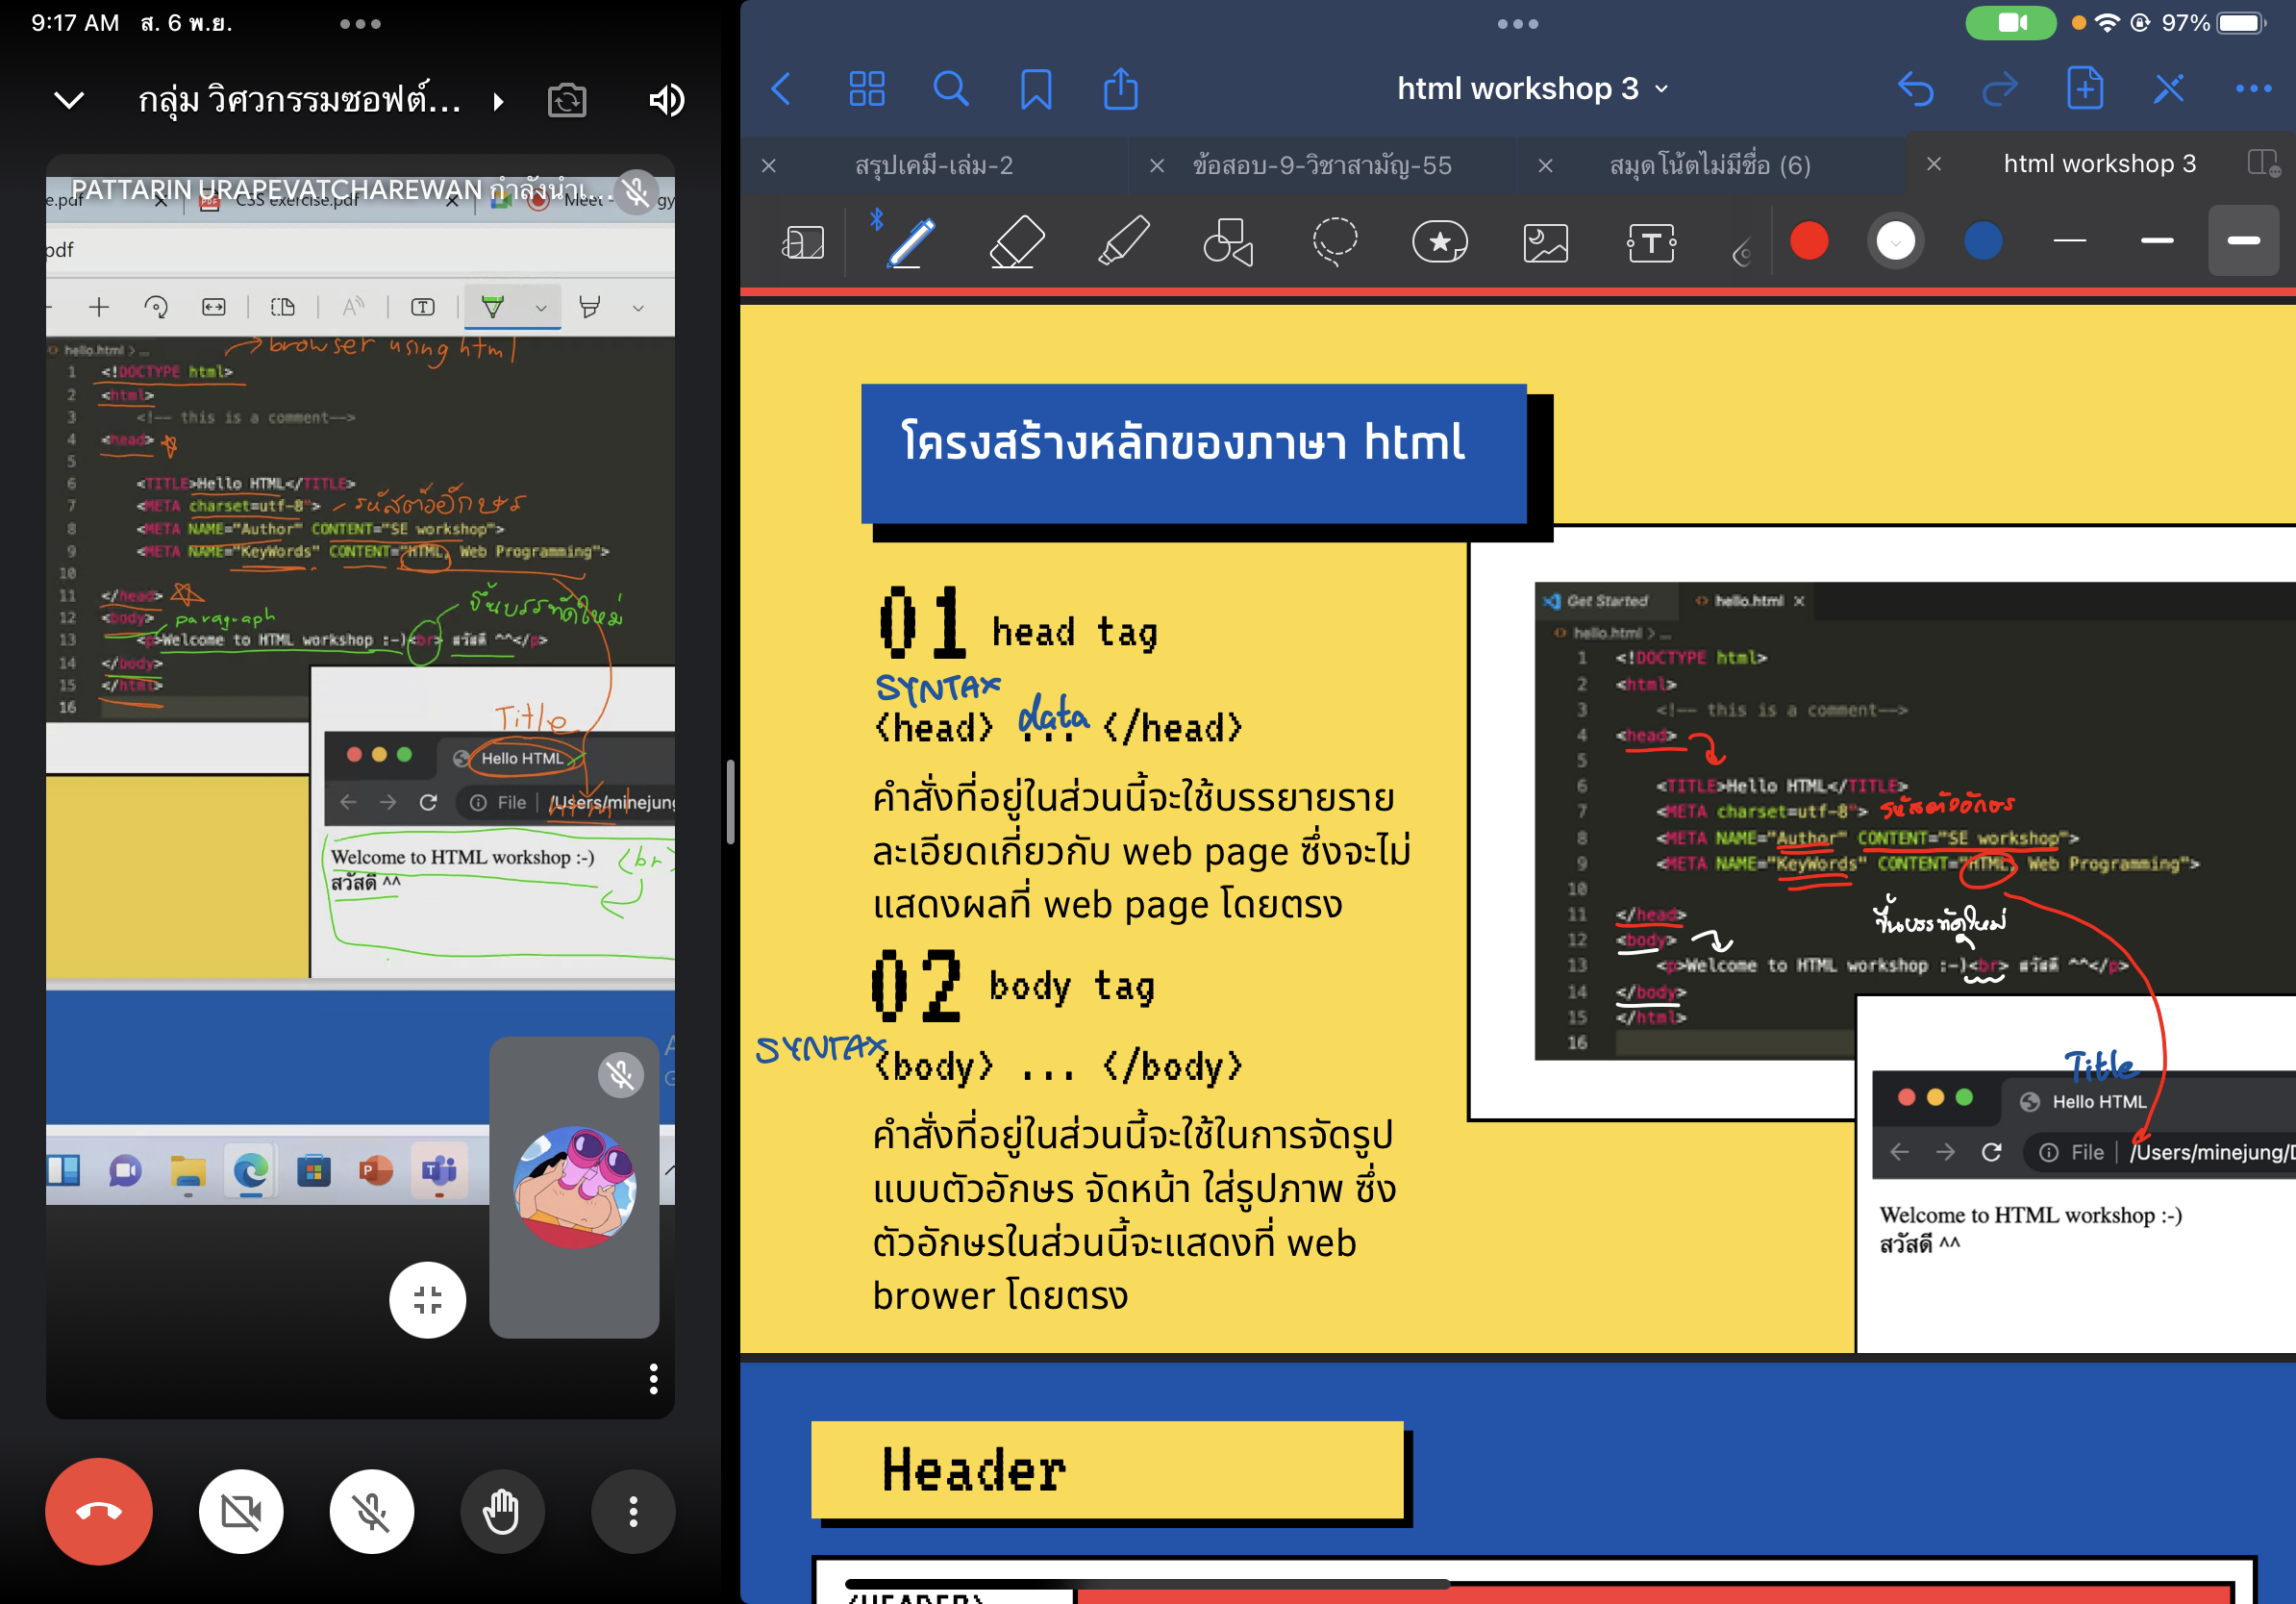 9:17 AM ส. 6 พ.ย.
กลุ่ม วิศวกรรมซอฟต์...
PATTARIN URAPEVATCHAREWAN กำลังนำเ...
e.pdf
CSS exercise.pdf
Meet -
gy
pdf
browser using html
hello.html > ...
1 <!DOCTYPE html>
2 <html>
3 <!-- this is a comment-->
4 <head>
5
6 <TITLE>Hello HTML</TITLE>
7 <META charset=utf-8"> รหัสตัวอักษร
8 <META NAME="Author" CONTENT="SE workshop">
9 <META NAME="KeyWords" CONTENT="HTML, Web Programming">
10
11 </head>
ขึ้นบรรทัดใหม่
12 <body> paragraph
13 <p>Welcome to HTML workshop :-)<br> สวัสดี ^^</p>
14 </body>
15 </html>
16
Title
Hello HTML
File | /Users/minejung
html
Welcome to HTML workshop :-) <br>
สวัสดี ^^
97%
html workshop 3
สรุปเคมี-เล่ม-2
ข้อสอบ-9-วิชาสามัญ-55
สมุดโน้ตไม่มีชื่อ (6)
html workshop 3
โครงสร้างหลักของภาษา html
01 head tag
SYNTAX
<head> ... </head>
data
คำสั่งที่อยู่ในส่วนนี้จะใช้บรรยายราย
ละเอียดเกี่ยวกับ web page ซึ่งจะไม่
แสดงผลที่ web page โดยตรง
02 body tag
SYNTAX
<body> ... </body>
คำสั่งที่อยู่ในส่วนนี้จะใช้ในการจัดรูป
แบบตัวอักษร จัดหน้า ใส่รูปภาพ ซึ่ง
ตัวอักษรในส่วนนี้จะแสดงที่ web
brower โดยตรง
Get Started
hello.html
hello.html > ...
1 <!DOCTYPE html>
2 <html>
3 <!-- this is a comment-->
4 <head>
5
6 <TITLE>Hello HTML</TITLE>
7 <META charset=utf-8"> รหัสตัวอักษร
8 <META NAME="Author" CONTENT="SE workshop">
9 <META NAME="KeyWords" CONTENT="HTML, Web Programming">
10
11 </head>
ขึ้นบรรทัดใหม่
12 <body>
13 <p>Welcome to HTML workshop :-)<br> สวัสดี ^^</p>
14 </body>
15 </html>
16
Title
Hello HTML
File | /Users/minejung/D
Welcome to HTML workshop :-)
สวัสดี ^^
Header
<HEADER>